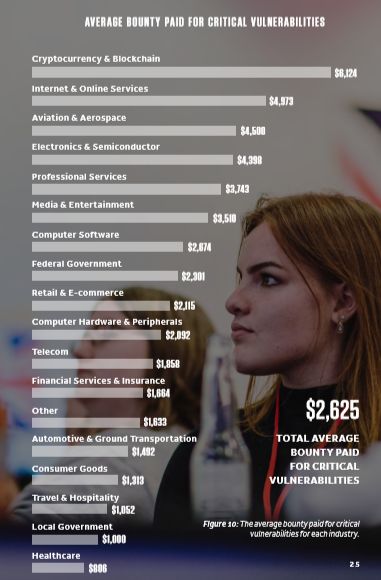 AVERAGE BOUNTY PAID FOR CRITICAL VULNERABILITIES
Cryptocurrency & Blockchain
$6,124
Internet & Online Services
$4,973
Aviation & Aerospace
$4,500
Electronics & Semiconductor
$4,398
Professional Services
$3,743
Media & Entertainment
$3,510
Computer Software
$2,674
Federal Government
$2,301
Retail & E-commerce
$2,115
Computer Hardware & Peripherals
$2,092
Telecom
$1,858
Financial Services & Insurance
$1,664
Other
$1,633
Automotive & Ground Transportation
$1,492
Consumer Goods
$1,313
Travel & Hospitality
$1,052
Local Government
$1,000
Healthcare
$806
$2,625
TOTAL AVERAGE
BOUNTY PAID
FOR CRITICAL
VULNERABILITIES
Figure 10: The average bounty paid for critical
vulnerabilities for each industry.
25